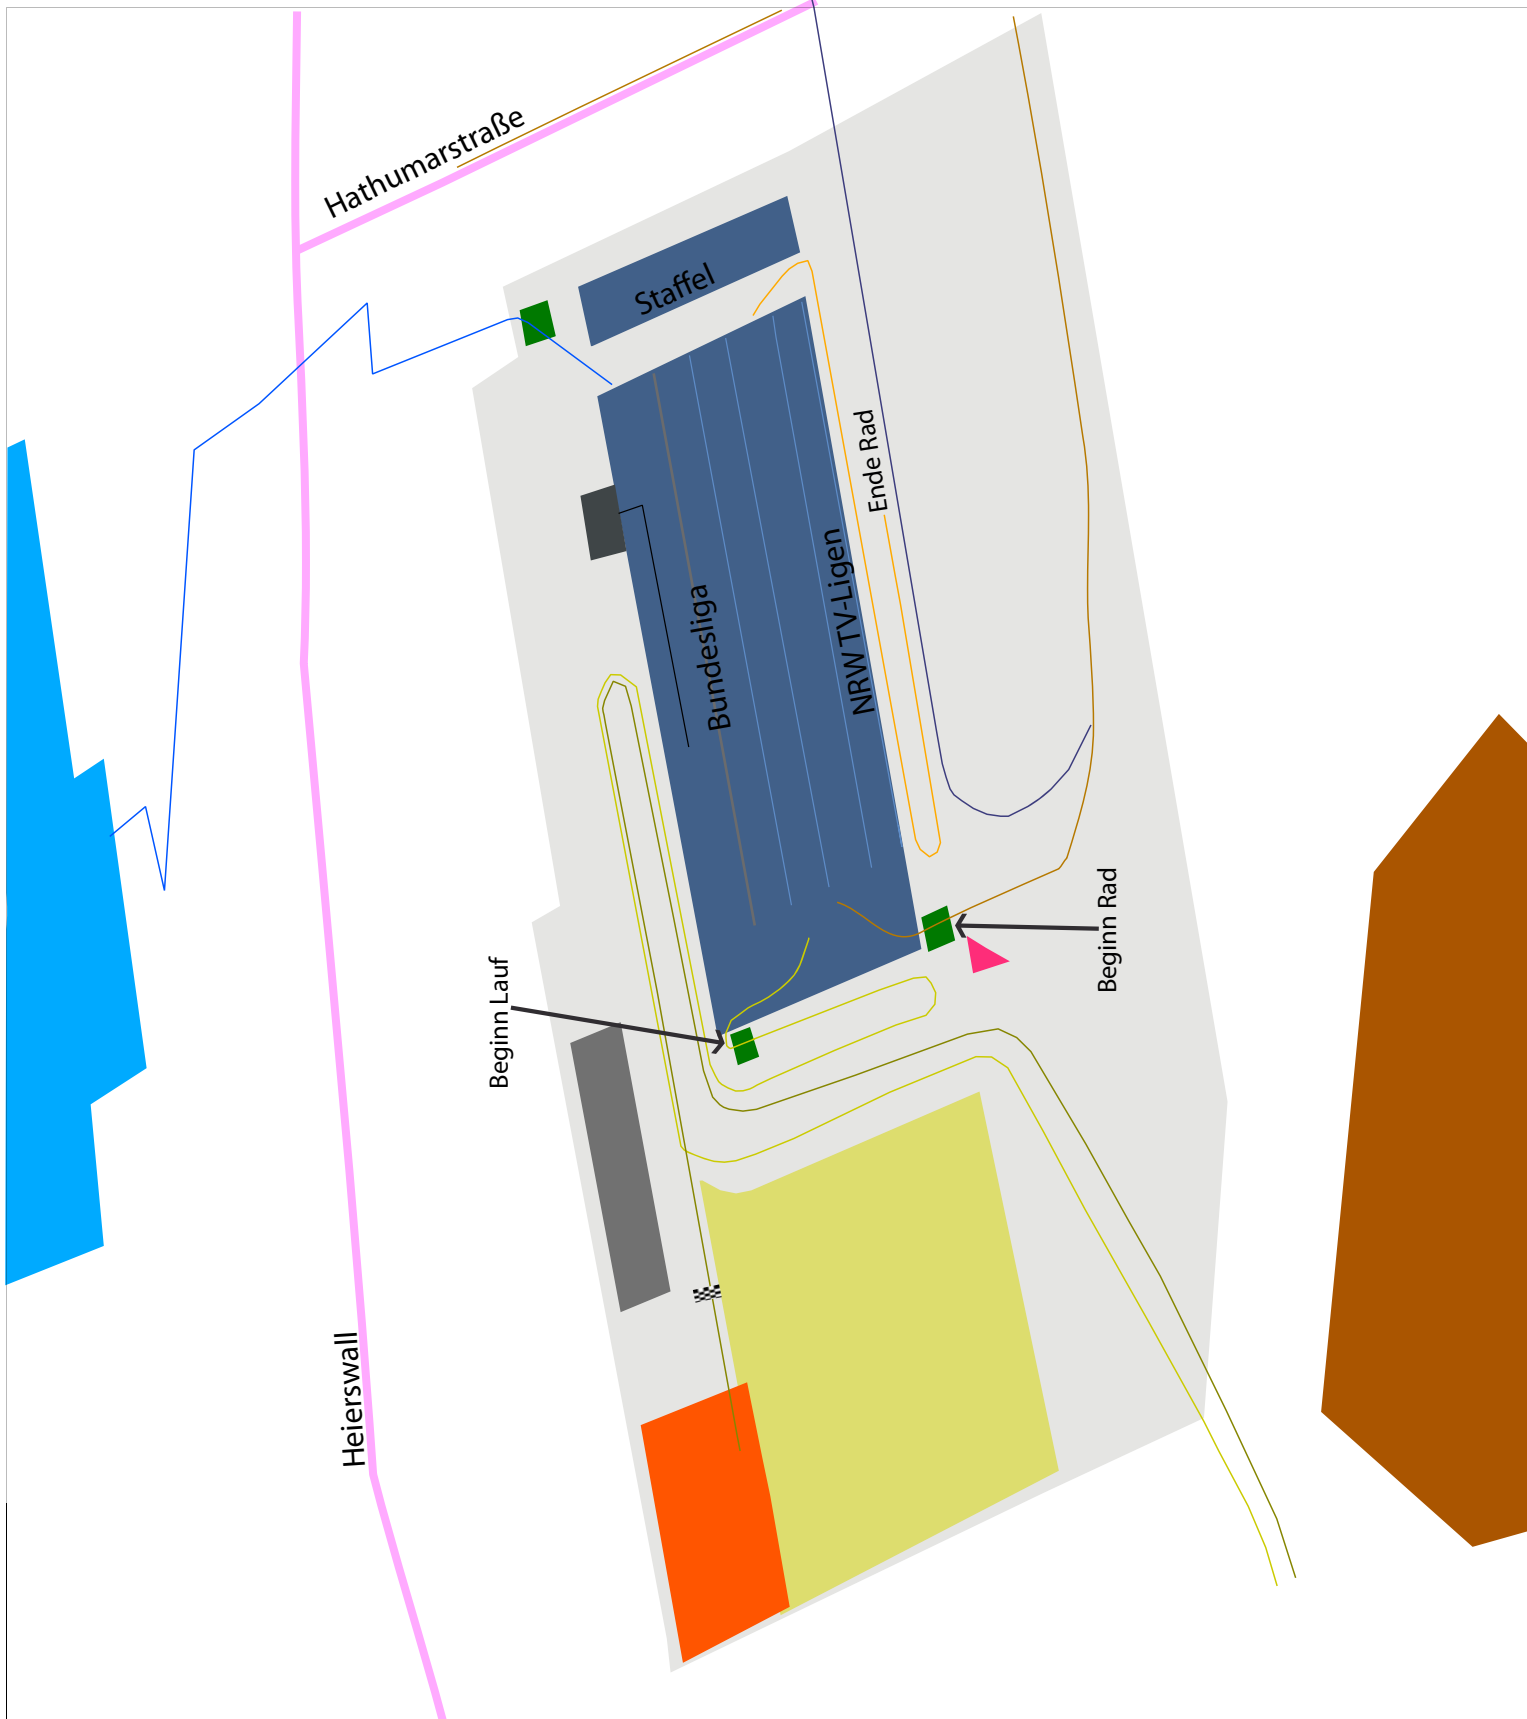 Hathumarstraße
Staffel
Ende Rad
NRW TV-Ligen
Bundesliga
Beginn Rad
Beginn Lauf
Heierswall